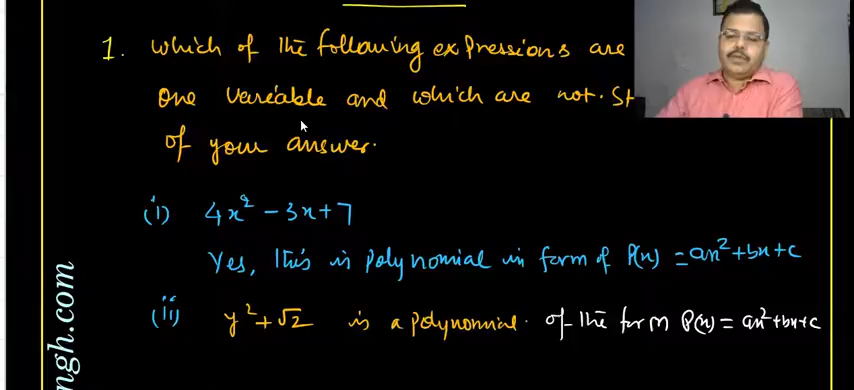 1. Which of the following expressions are
one variable and which are not. St
of your answer.
(i) 4x² - 3x + 7
Yes, this is polynomial in form of P(x) = ax² + bx + c
(ii) y² + √2 is a polynomial. of the form P(x) = ax² + bx + c
ngh.com